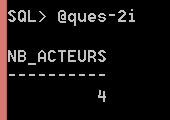 SQL> @ques-2i
NB_ACTEURS
----------
4